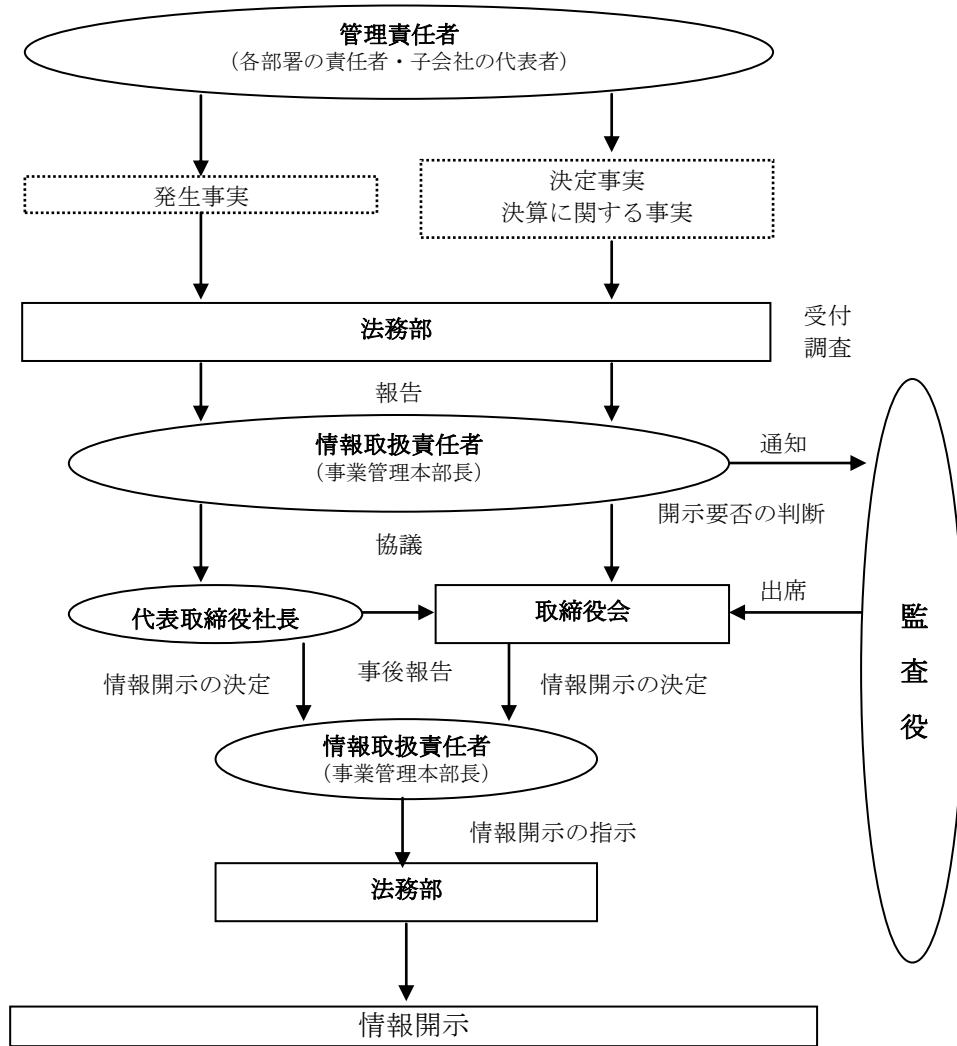 管理責任者
（各部署の責任者・子会社の代表者）
発生事実
決定事実
決算に関する事実
法務部
受付
調査
報告
情報取扱責任者
（事業管理本部長）
通知
開示要否の判断
協議
代表取締役社長
取締役会
出席
監査役
情報開示の決定
事後報告
情報開示の決定
情報取扱責任者
（事業管理本部長）
情報開示の指示
法務部
情報開示